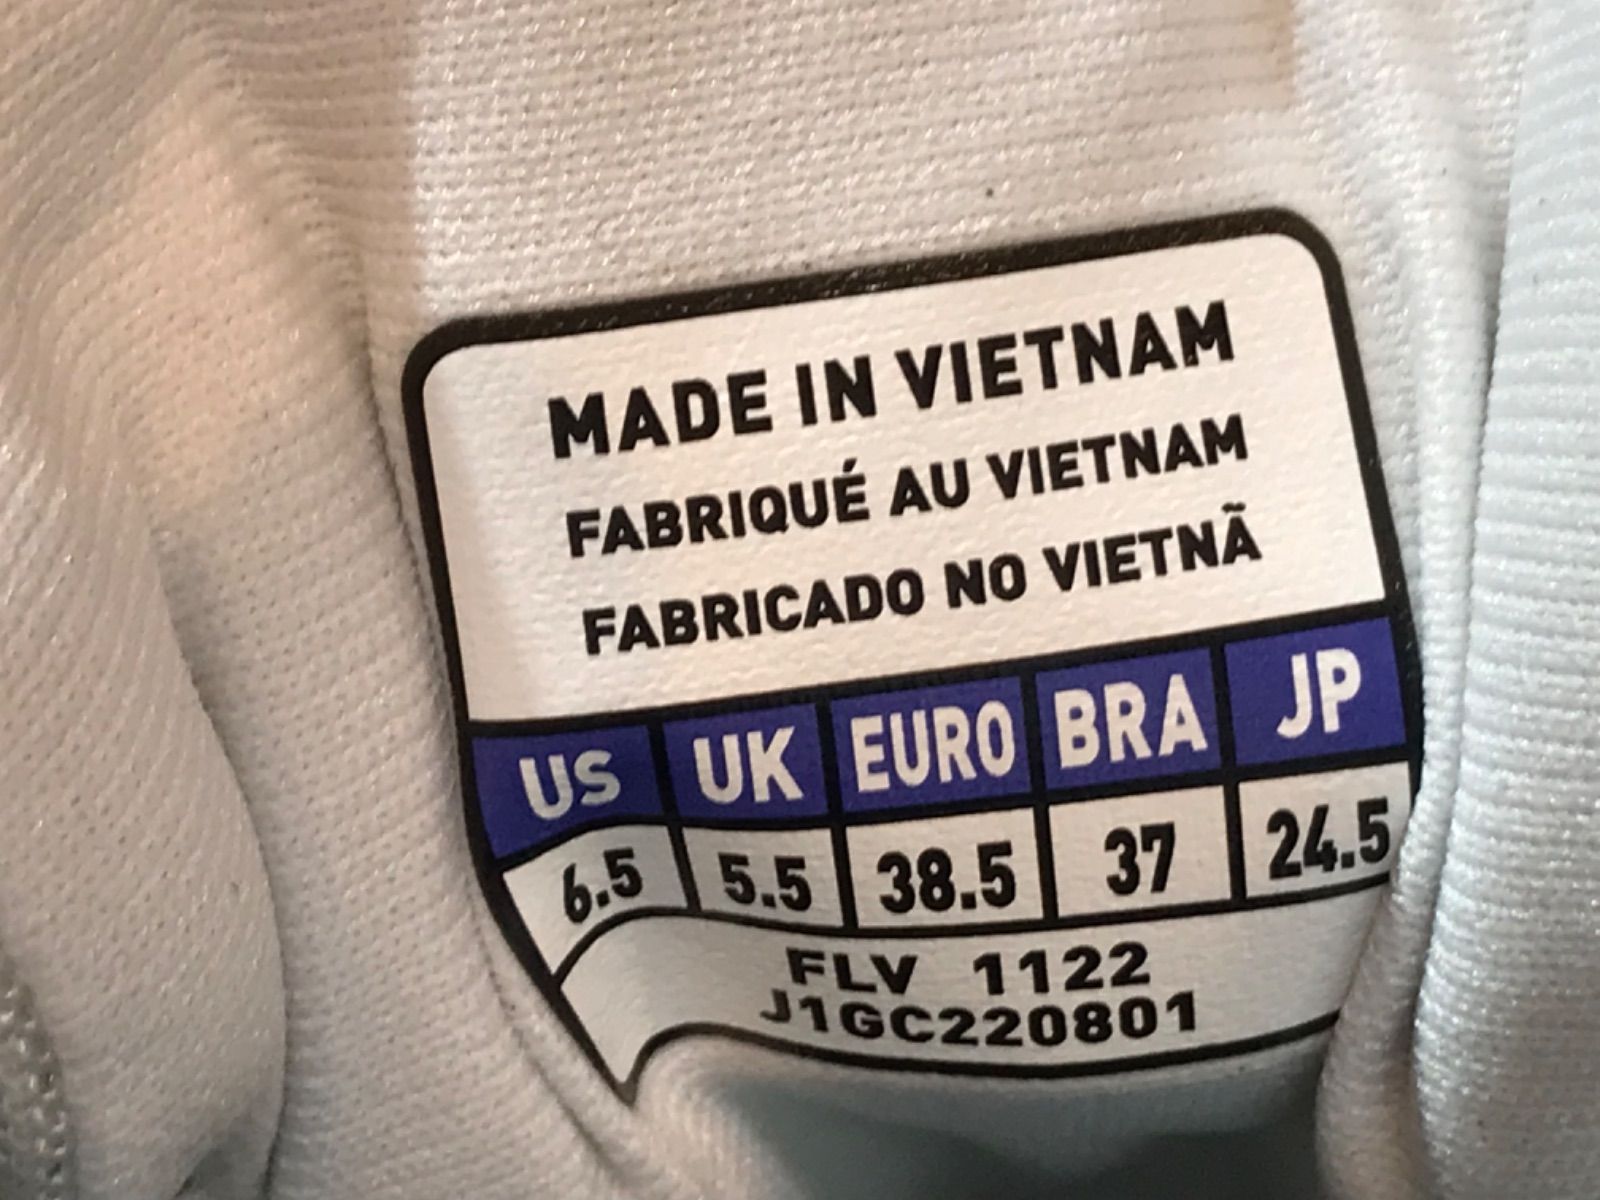 MADE IN VIETNAM
FABRIQUÉ AU VIETNAM
FABRICADO NO VIETNÃ
US UK EURO BRA JP
6.5 5.5 38.5 37 24.5
FLV 1122
J1GC220801